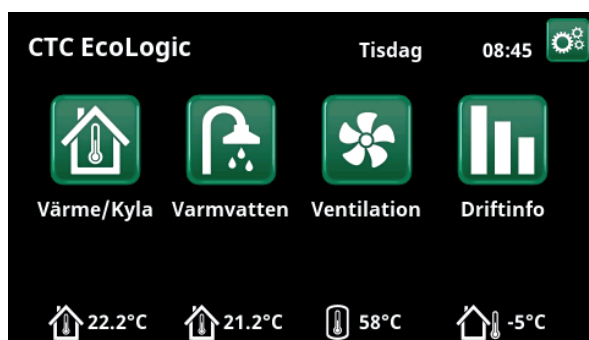 CTC EcoLogic Tisdag 08:45
Värme/Kyla Varmvatten Ventilation Driftinfo
22.2°C 21.2°C 58°C -5°C